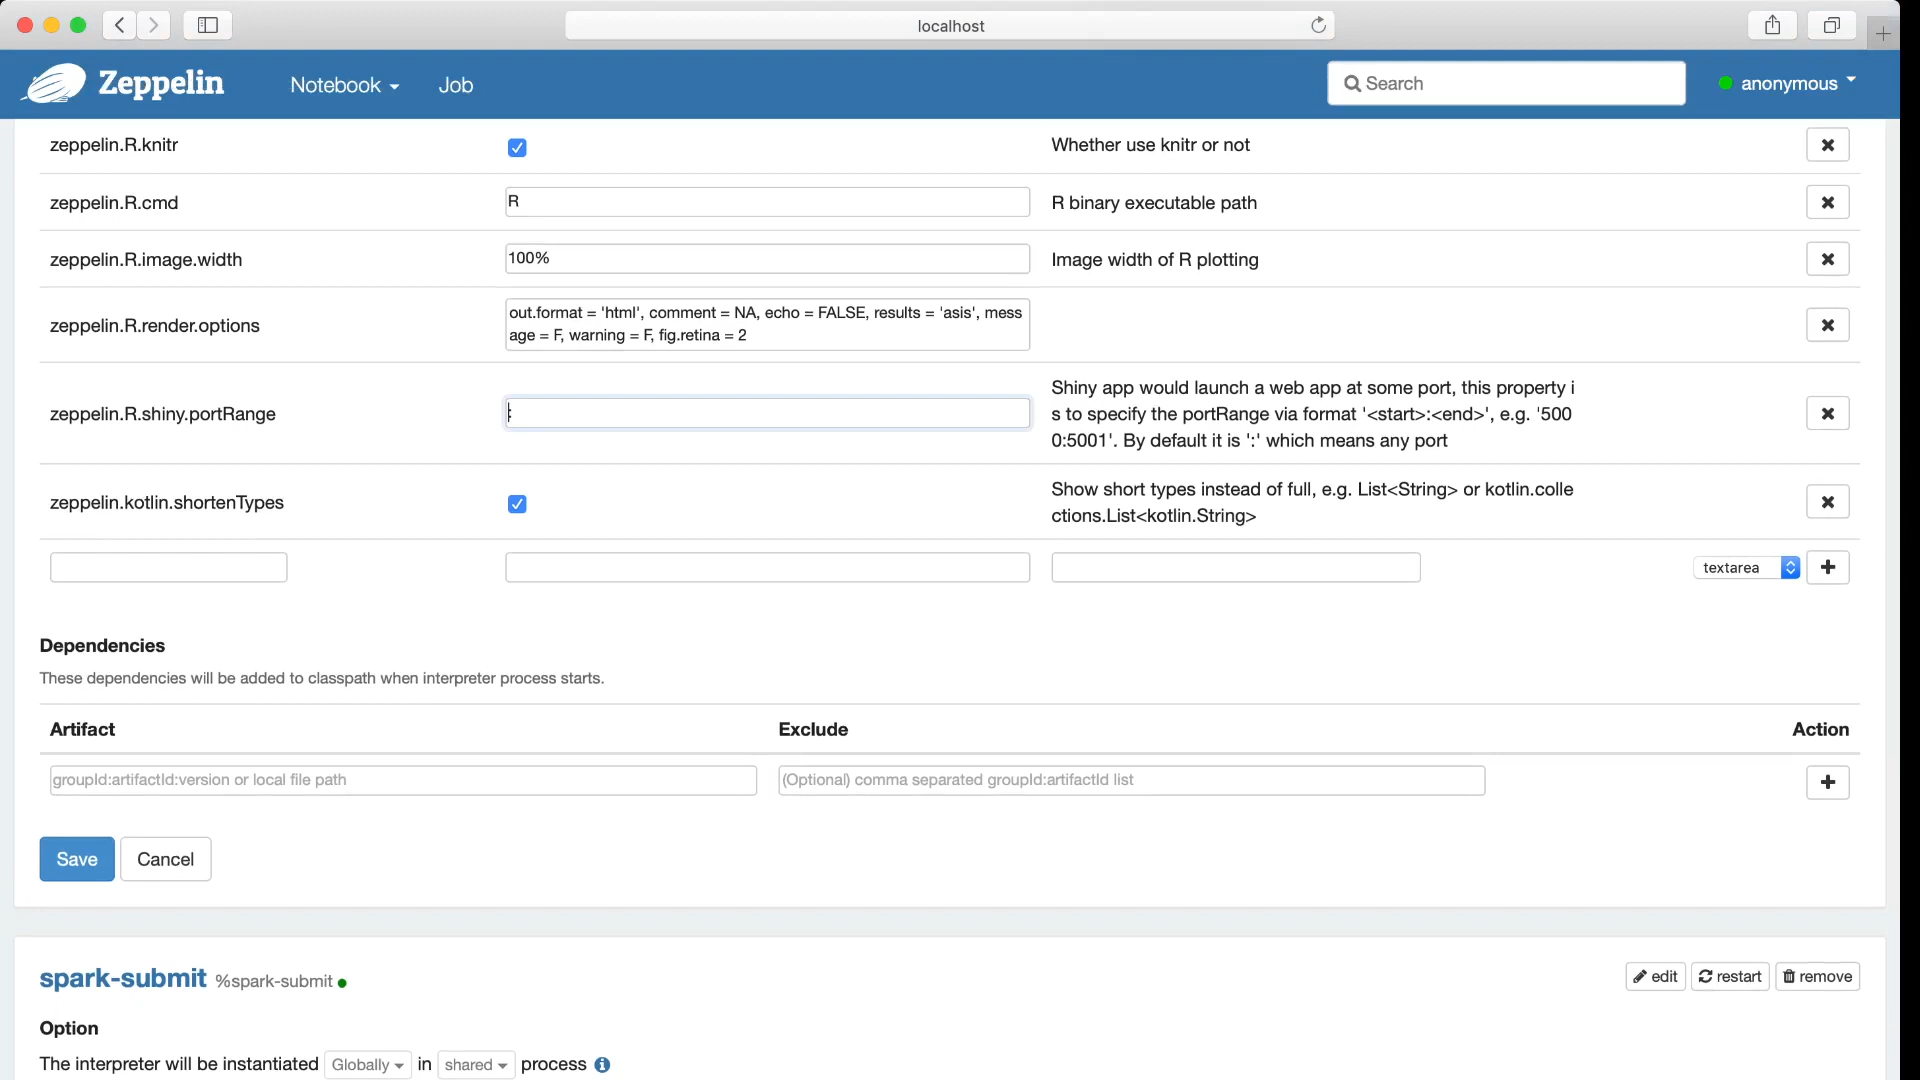 localhost
Zeppelin
Notebook
Job
Search
anonymous
zeppelin.R.knitr
Whether use knitr or not
zeppelin.R.cmd
R
R binary executable path
zeppelin.R.image.width
100%
Image width of R plotting
zeppelin.R.render.options
out.format = 'html', comment = NA, echo = FALSE, results = 'asis', mess
age = F, warning = F, fig.retina = 2
zeppelin.R.shiny.portRange
:
Shiny app would launch a web app at some port, this property i
s to specify the portRange via format '<start>:<end>', e.g. '500
0:5001'. By default it is ':' which means any port
zeppelin.kotlin.shortenTypes
Show short types instead of full, e.g. List<String> or kotlin.colle
ctions.List<kotlin.String>
textarea
Dependencies
These dependencies will be added to classpath when interpreter process starts.
Artifact
Exclude
Action
groupId:artifactId:version or local file path
(Optional) comma separated groupId:artifactId list
Save
Cancel
spark-submit %spark-submit
edit
restart
remove
Option
The interpreter will be instantiated Globally in shared process